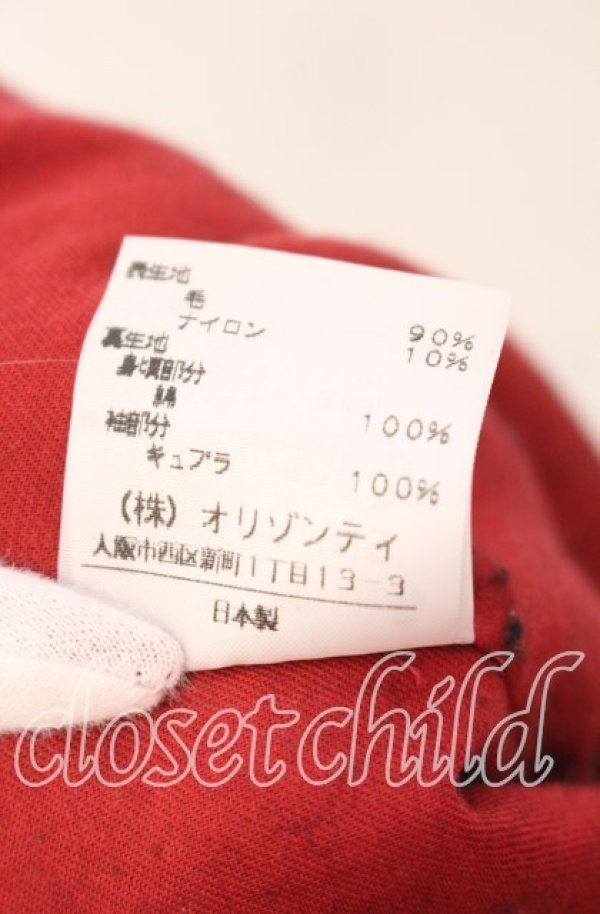 表生地
毛 90%
ナイロン 10%
裏生地
身頃部分
綿 100%
袖部分
キュプラ 100%
(株)オリゾンティ
大阪市西区新町1丁目13-3
日本製
closetchild